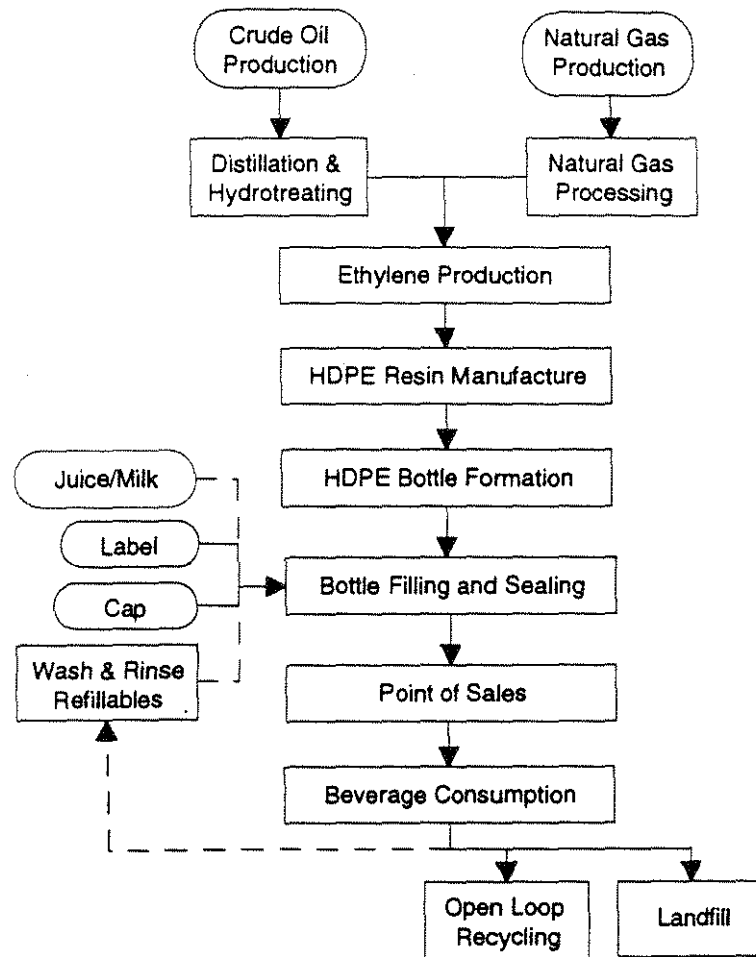 Crude Oil
Production
Natural Gas
Production
Distillation &
Hydrotreating
Natural Gas
Processing
Ethylene Production
HDPE Resin Manufacture
HDPE Bottle Formation
Juice/Milk
Label
Cap
Bottle Filling and Sealing
Wash & Rinse
Refillables
Point of Sales
Beverage Consumption
Open Loop
Recycling
Landfill